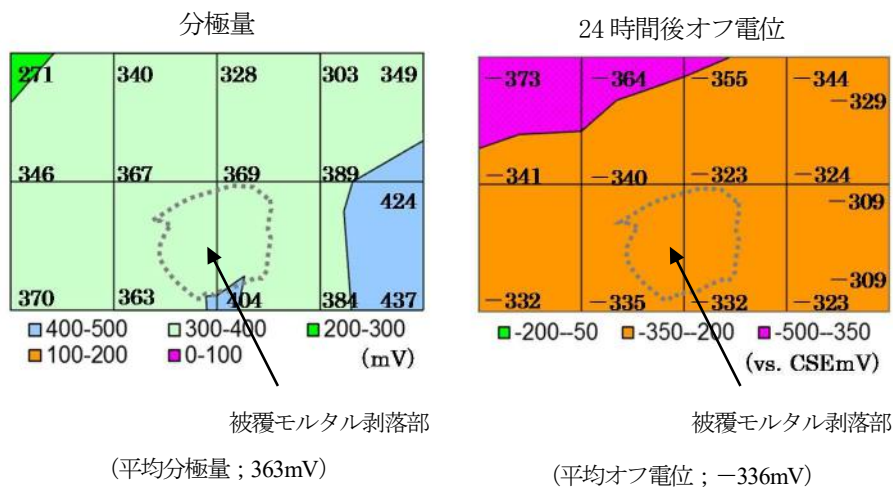 分極量
271 340 328 303 349
346 367 369 389
424
370 363 404 384 437
400-500 300-400 200-300
100-200 0-100 (mV)
被覆モルタル剥落部
(平均分極量;363mV)
24時間後オフ電位
-373 -364 -355 -344
-329
-341 -340 -323 -324
-309
-309
-332 -335 -332 -323
-200--50 -350--200 -500--350
(vs. CSEmV)
被覆モルタル剥落部
(平均オフ電位;-336mV)